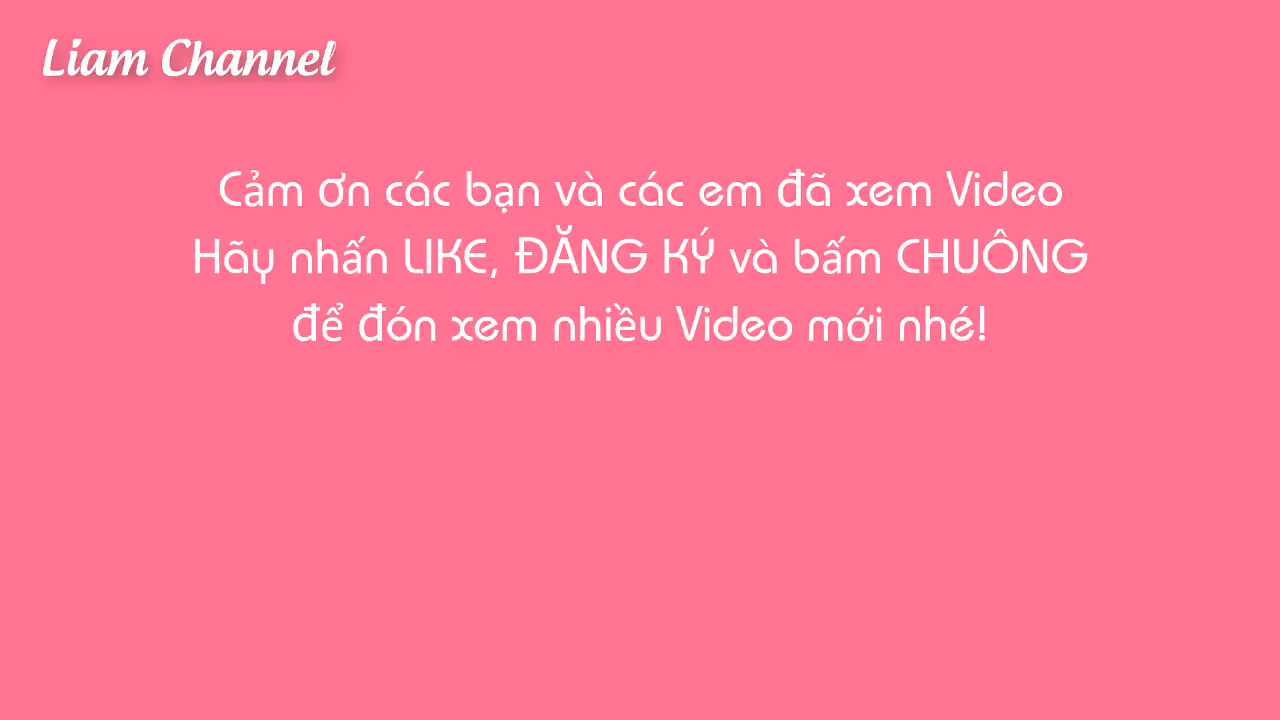 Liam Channel
Cảm ơn các bạn và các em đã xem Video
Hãy nhấn LIKE, ĐĂNG KÝ và bấm CHUÔNG
để đón xem nhiều Video mới nhé!